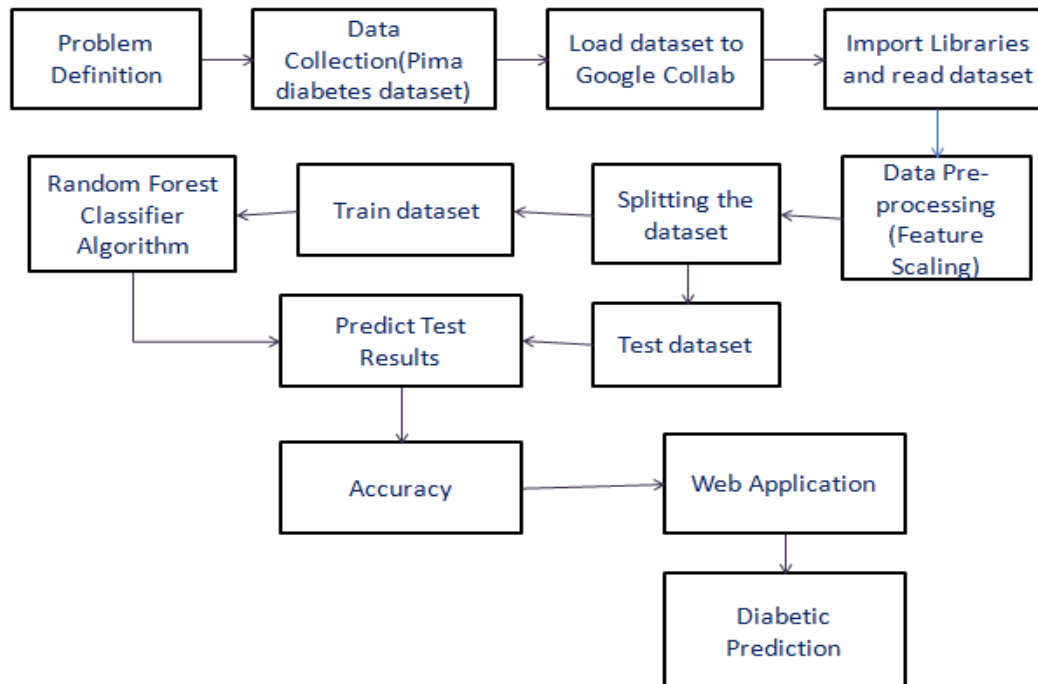 Problem
Definition
Data
Collection(Pima
diabetes dataset)
Load dataset to
Google Collab
Import Libraries
and read dataset
Random Forest
Classifier
Algorithm
Train dataset
Splitting the
dataset
Data Pre-
processing
(Feature
Scaling)
Predict Test
Results
Test dataset
Accuracy
Web Application
Diabetic
Prediction